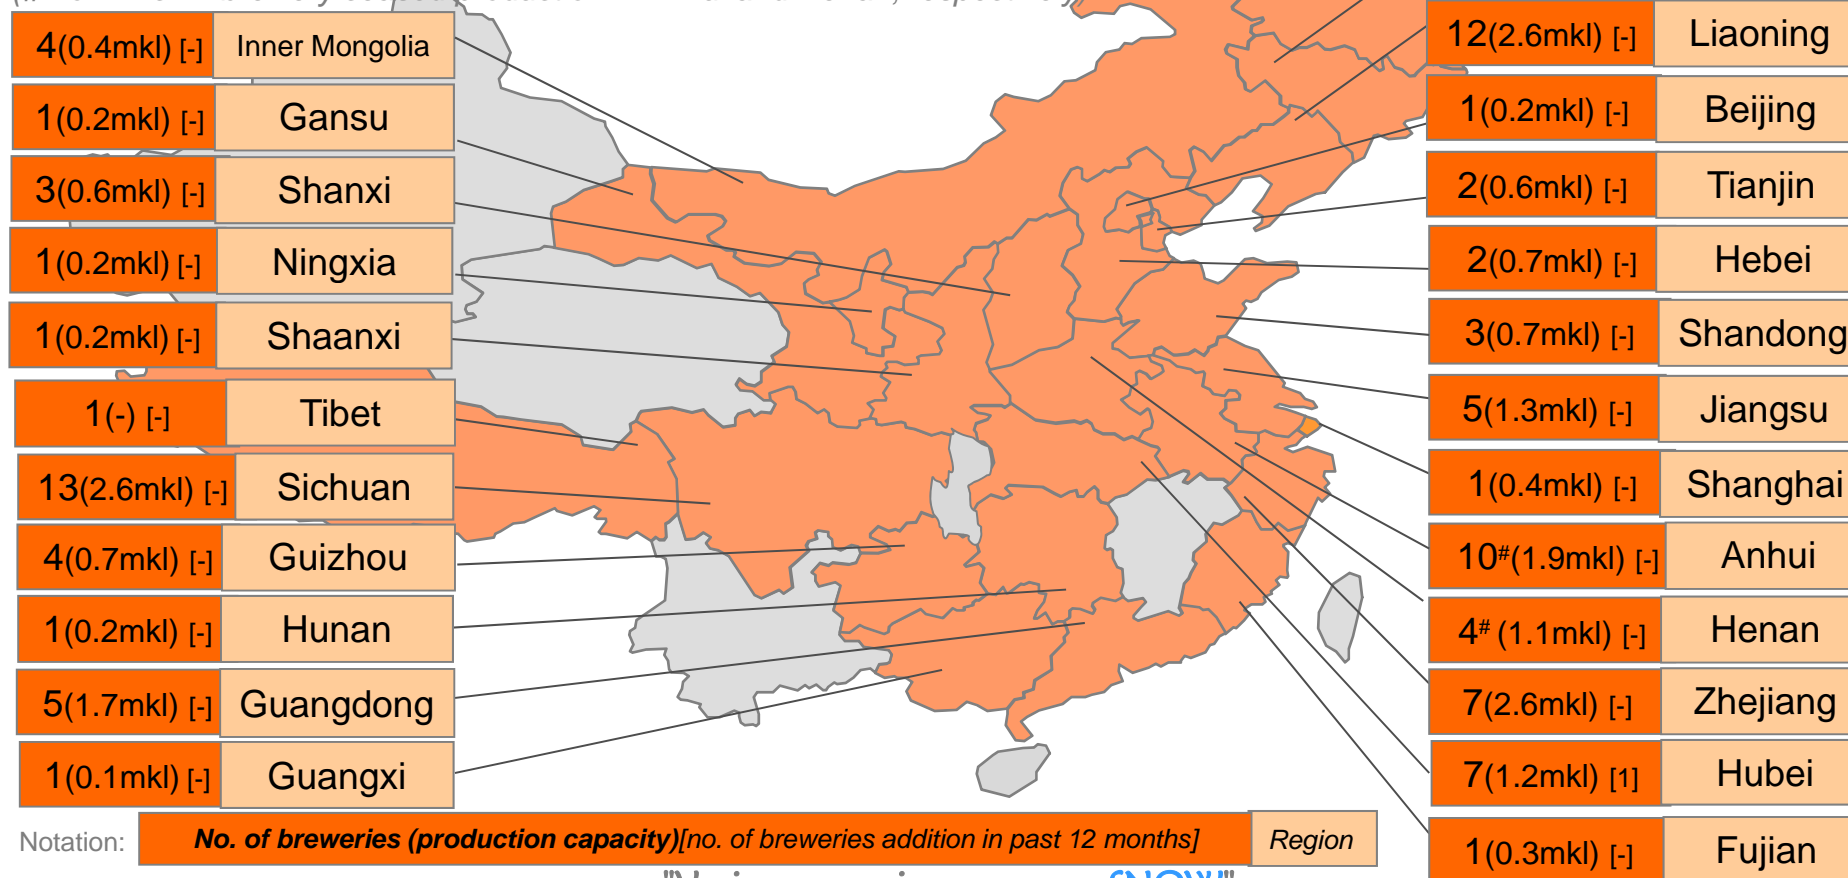 4(0.4mkl) [-] Inner Mongolia
1(0.2mkl) [-] Gansu
3(0.6mkl) [-] Shanxi
1(0.2mkl) [-] Ningxia
1(0.2mkl) [-] Shaanxi
1(-) [-] Tibet
13(2.6mkl) [-] Sichuan
4(0.7mkl) [-] Guizhou
1(0.2mkl) [-] Hunan
5(1.7mkl) [-] Guangdong
1(0.1mkl) [-] Guangxi
12(2.6mkl) [-] Liaoning
1(0.2mkl) [-] Beijing
2(0.6mkl) [-] Tianjin
2(0.7mkl) [-] Hebei
3(0.7mkl) [-] Shandong
5(1.3mkl) [-] Jiangsu
1(0.4mkl) [-] Shanghai
10#(1.9mkl) [-] Anhui
4# (1.1mkl) [-] Henan
7(2.6mkl) [-] Zhejiang
7(1.2mkl) [1] Hubei
1(0.3mkl) [-] Fujian
Notation: No. of breweries (production capacity)[no. of breweries addition in past 12 months] Region